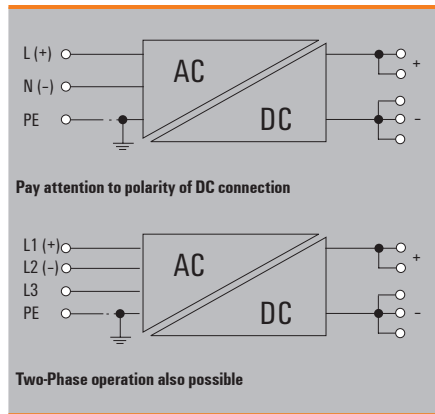 L (+)
N (–)
PE
AC
DC
+
–
Pay attention to polarity of DC connection
L1 (+)
L2 (–)
L3
PE
AC
DC
+
–
Two-Phase operation also possible